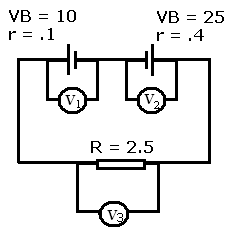 VB = 10
r = .1
VB = 25
r = .4
V1
V2
R = 2.5
V3